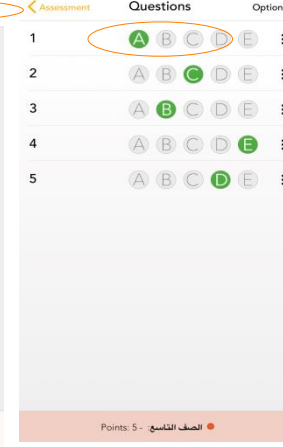 Assessment Questions Option
1 A B C D E
2 A B C D E
3 A B C D E
4 A B C D E
5 A B C D E
Points: 5 - الصف التاسع: